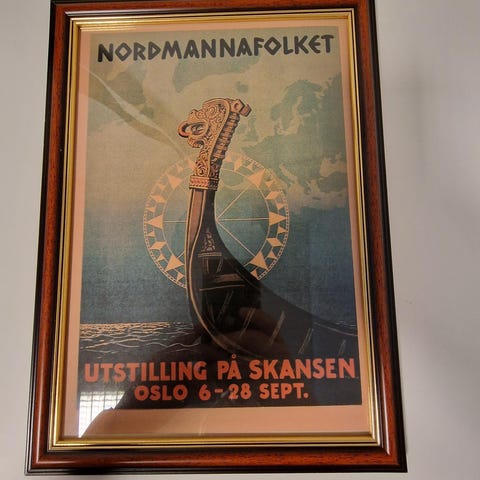 NORDMANNAFOLKET
UTSTILLING PÅ SKANSEN
OSLO 6-28 SEPT.